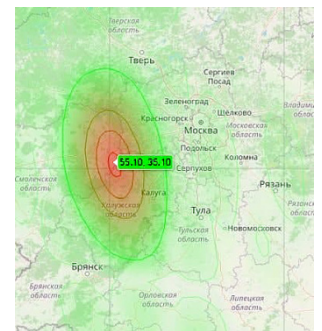 Тверская
область
Тверь
Сергиев
Посад
Зеленоград
Щёлково
Красногорск
Москва
Московская
область
Подольск
55.10, 35.10
Серпухов
Коломна
Смоленская
область
Калуга
Рязань
Калужская
область
Тула
Тульская
область
Новомосковск
Брянск
Брянская
область
Орловская
область
Липецкая
область